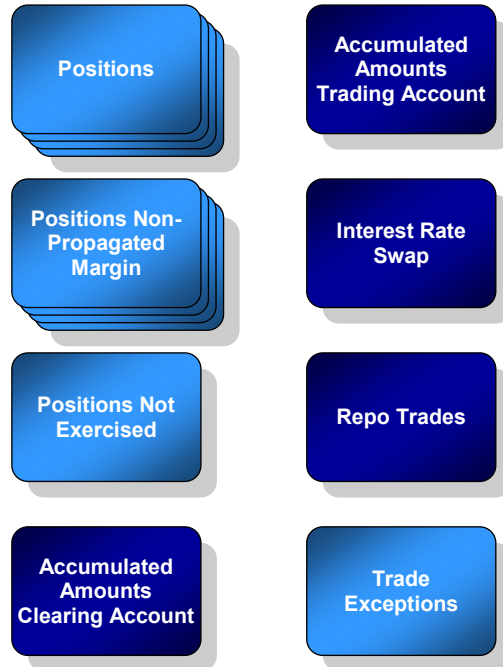 Positions
Accumulated
Amounts
Trading Account
Positions Non-
Propagated
Margin
Interest Rate
Swap
Positions Not
Exercised
Repo Trades
Accumulated
Amounts
Clearing Account
Trade
Exceptions